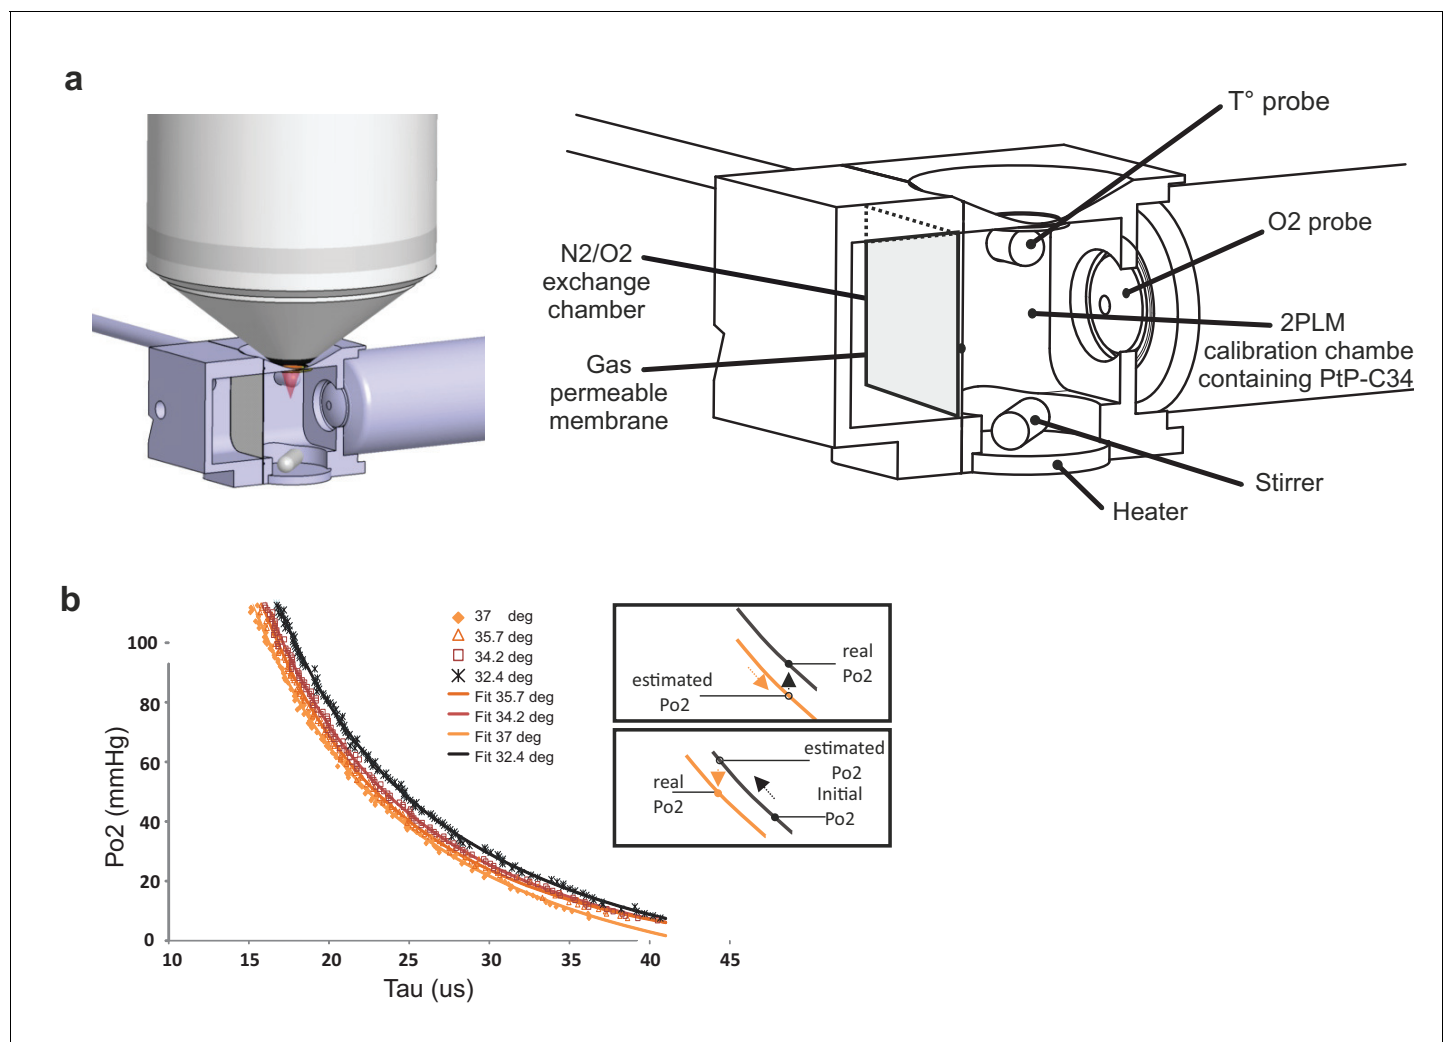 a
T° probe
O2 probe
N2/O2
exchange
chamber
2PLM
calibration chambe
containing PtP-C34
Gas
permeable
membrane
Stirrer
Heater
b
Po2 (mmHg)
100
80
60
40
20
0
10 15 20 25 30 35 40 45
Tau (us)
37 deg
35.7 deg
34.2 deg
32.4 deg
Fit 35.7 deg
Fit 34.2 deg
Fit 37 deg
Fit 32.4 deg
real
Po2
estimated
Po2
estimated
Po2
real
Po2
Initial
Po2